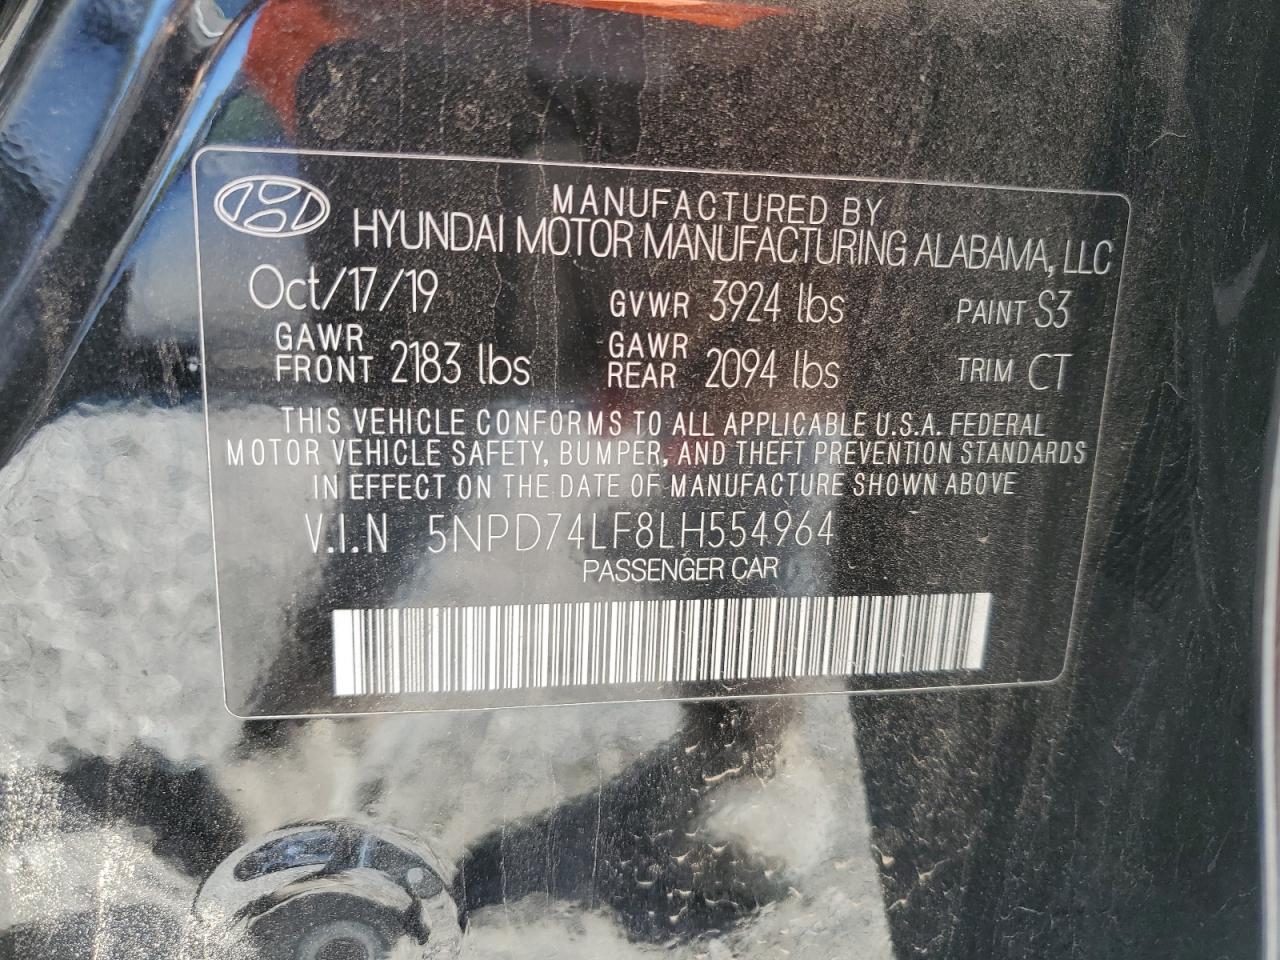 MANUFACTURED BY
HYUNDAI MOTOR MANUFACTURING ALABAMA, LLC
Oct/17/19 GVWR 3924 lbs PAINT S3
GAWR FRONT 2183 lbs GAWR REAR 2094 lbs TRIM CT
THIS VEHICLE CONFORMS TO ALL APPLICABLE U.S.A. FEDERAL
MOTOR VEHICLE SAFETY, BUMPER, AND THEFT PREVENTION STANDARDS
IN EFFECT ON THE DATE OF MANUFACTURE SHOWN ABOVE
V.I.N 5NPD74LF8LH554964
PASSENGER CAR